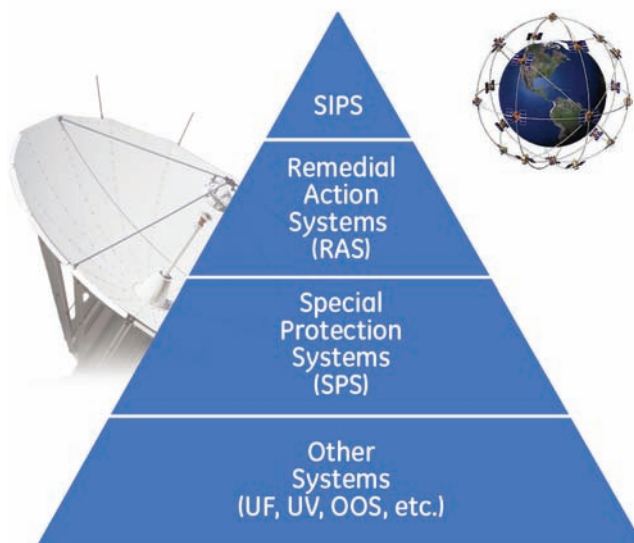 SIPS
Remedial
Action
Systems
(RAS)
Special
Protection
Systems
(SPS)
Other
Systems
(UF, UV, OOS, etc.)